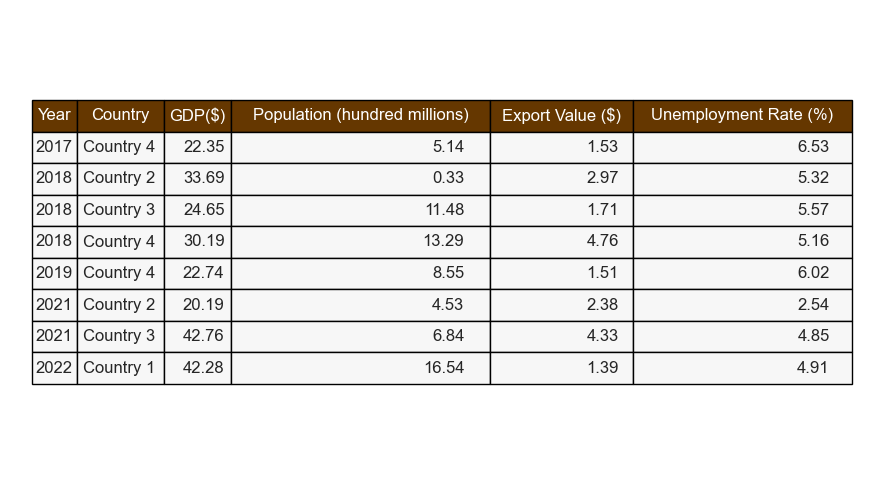 Year Country GDP($) Population (hundred millions) Export Value ($) Unemployment Rate (%)
2017 Country 4 22.35 5.14 1.53 6.53
2018 Country 2 33.69 0.33 2.97 5.32
2018 Country 3 24.65 11.48 1.71 5.57
2018 Country 4 30.19 13.29 4.76 5.16
2019 Country 4 22.74 8.55 1.51 6.02
2021 Country 2 20.19 4.53 2.38 2.54
2021 Country 3 42.76 6.84 4.33 4.85
2022 Country 1 42.28 16.54 1.39 4.91